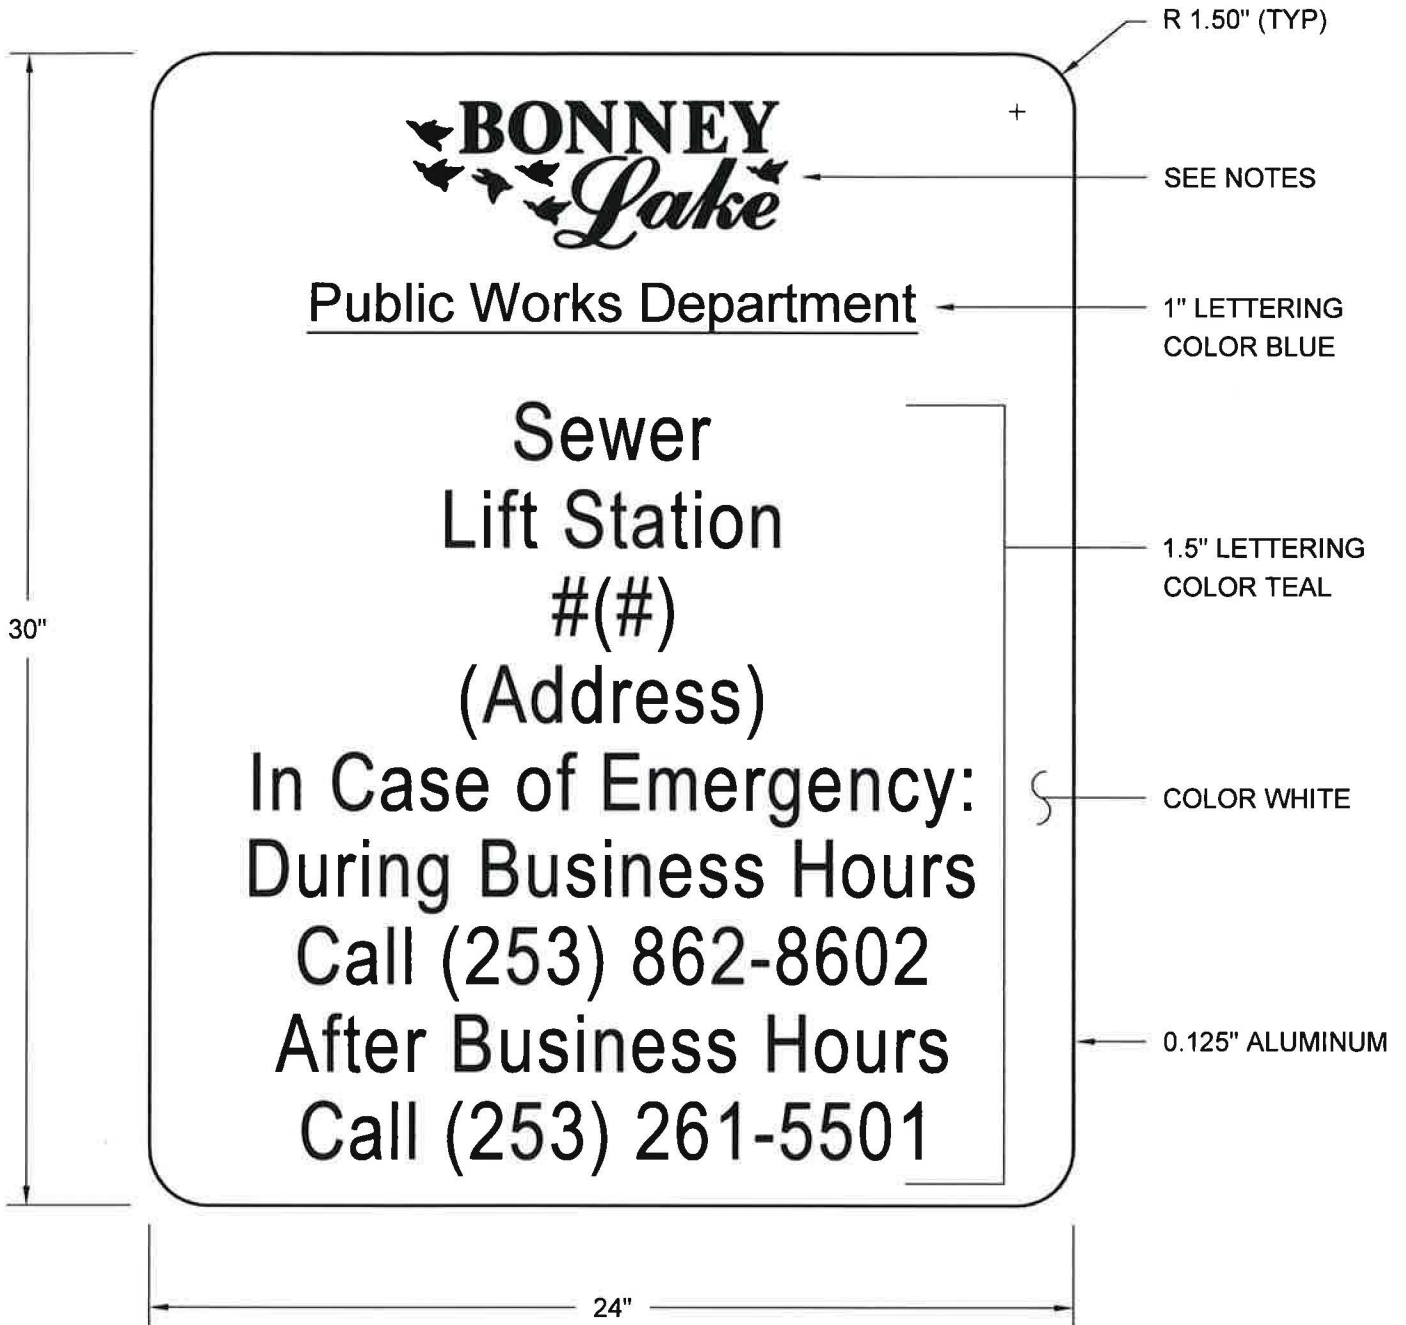 R 1.50" (TYP)
BONNEY
Lake
SEE NOTES
Public Works Department
1" LETTERING
COLOR BLUE
Sewer
Lift Station
#(#)
(Address)
In Case of Emergency:
During Business Hours
Call (253) 862-8602
After Business Hours
Call (253) 261-5501
1.5" LETTERING
COLOR TEAL
30"
COLOR WHITE
0.125" ALUMINUM
24"